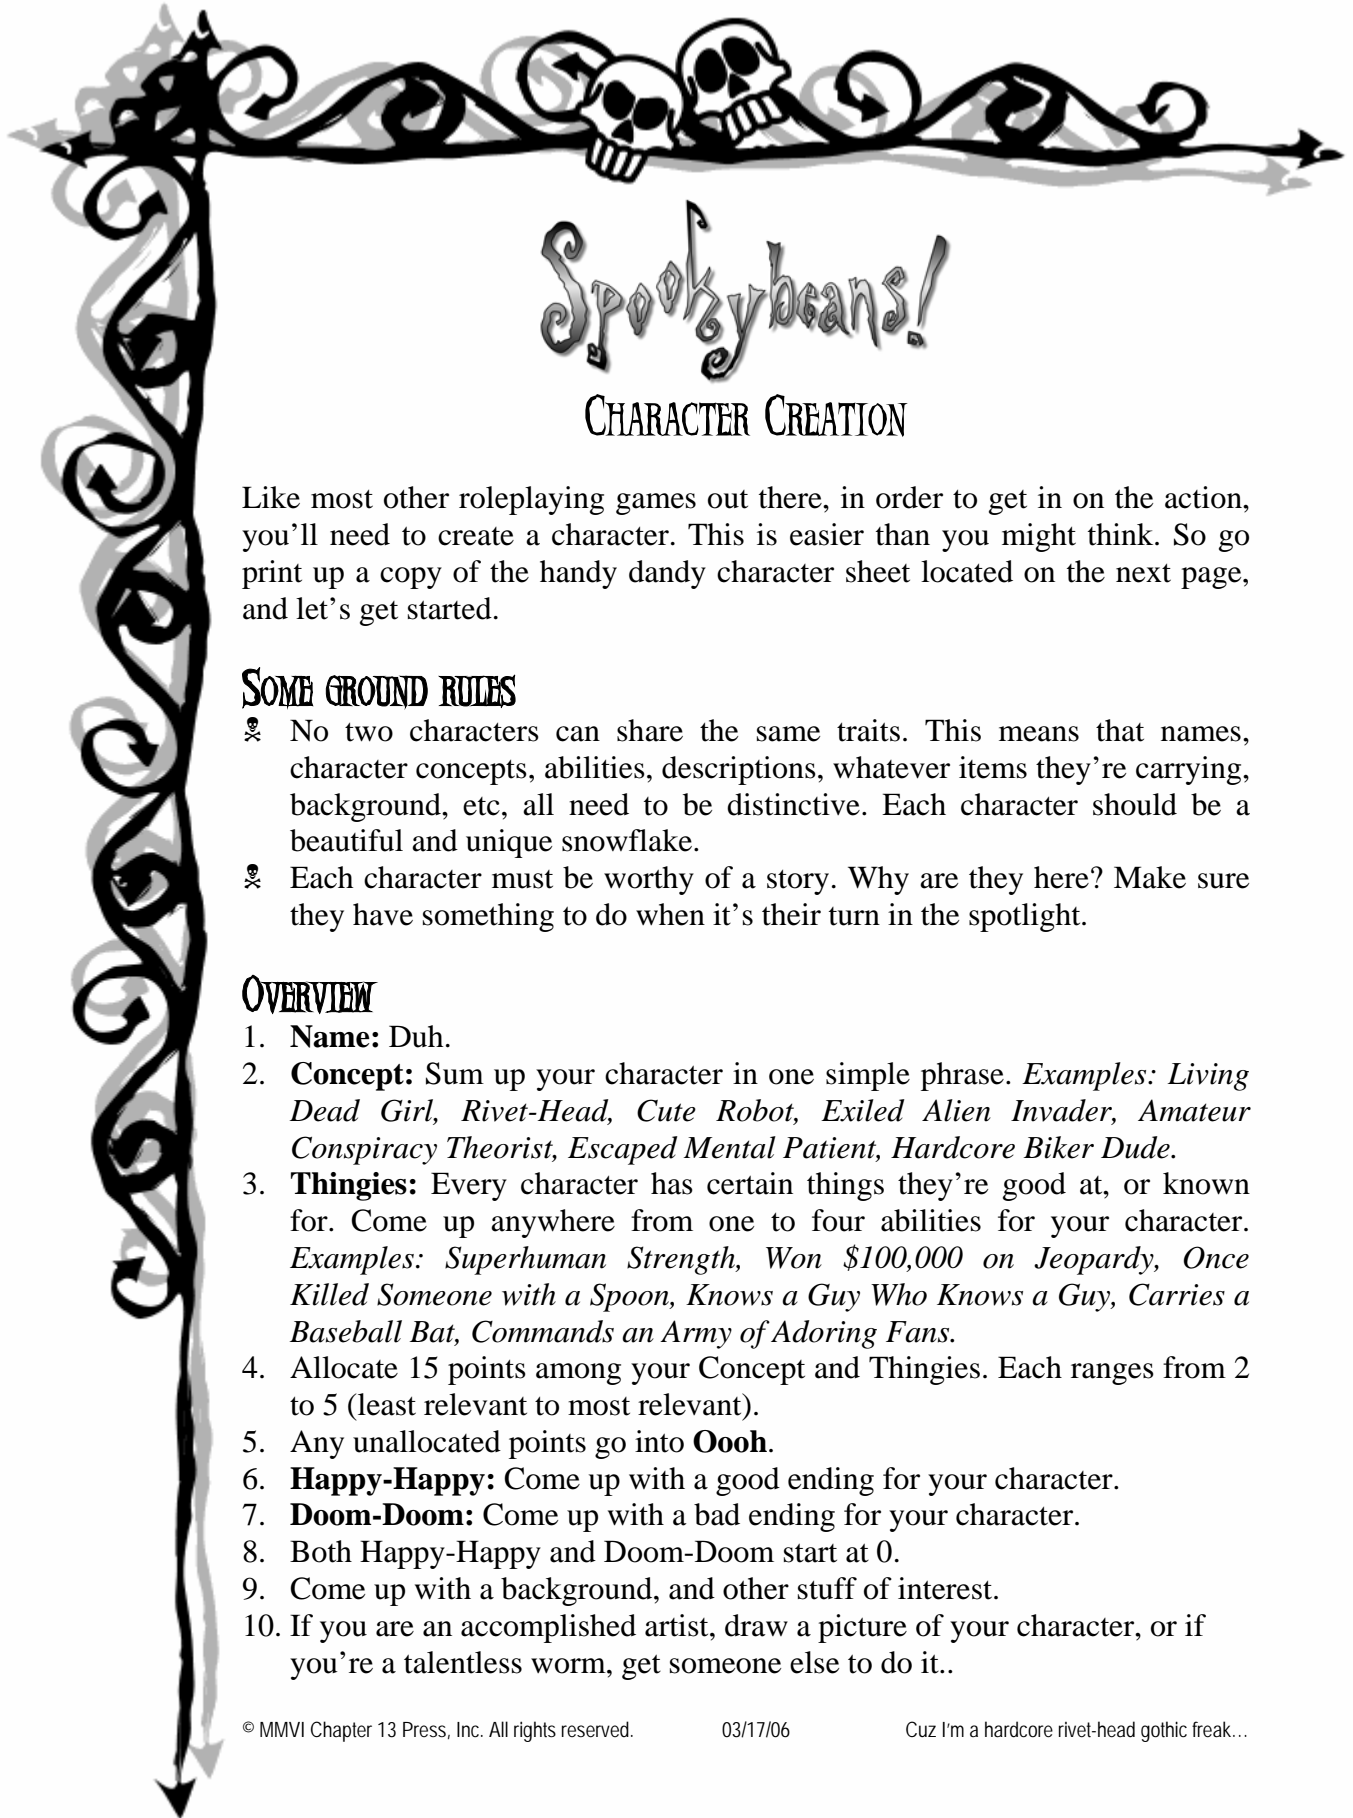 Spookybeans!
CHARACTER CREATION
Like most other roleplaying games out there, in order to get in on the action,
you’ll need to create a character. This is easier than you might think. So go
print up a copy of the handy dandy character sheet located on the next page,
and let’s get started.
SOME GROUND RULES
☠ No two characters can share the same traits. This means that names,
character concepts, abilities, descriptions, whatever items they’re carrying,
background, etc, all need to be distinctive. Each character should be a
beautiful and unique snowflake.
☠ Each character must be worthy of a story. Why are they here? Make sure
they have something to do when it’s their turn in the spotlight.
OVERVIEW
1. Name: Duh.
2. Concept: Sum up your character in one simple phrase. Examples: Living
Dead Girl, Rivet-Head, Cute Robot, Exiled Alien Invader, Amateur
Conspiracy Theorist, Escaped Mental Patient, Hardcore Biker Dude.
3. Thingies: Every character has certain things they’re good at, or known
for. Come up anywhere from one to four abilities for your character.
Examples: Superhuman Strength, Won $100,000 on Jeopardy, Once
Killed Someone with a Spoon, Knows a Guy Who Knows a Guy, Carries a
Baseball Bat, Commands an Army of Adoring Fans.
4. Allocate 15 points among your Concept and Thingies. Each ranges from 2
to 5 (least relevant to most relevant).
5. Any unallocated points go into Oooh.
6. Happy-Happy: Come up with a good ending for your character.
7. Doom-Doom: Come up with a bad ending for your character.
8. Both Happy-Happy and Doom-Doom start at 0.
9. Come up with a background, and other stuff of interest.
10. If you are an accomplished artist, draw a picture of your character, or if
you’re a talentless worm, get someone else to do it..
© MMVI Chapter 13 Press, Inc. All rights reserved. 03/17/06 Cuz I’m a hardcore rivet-head gothic freak…